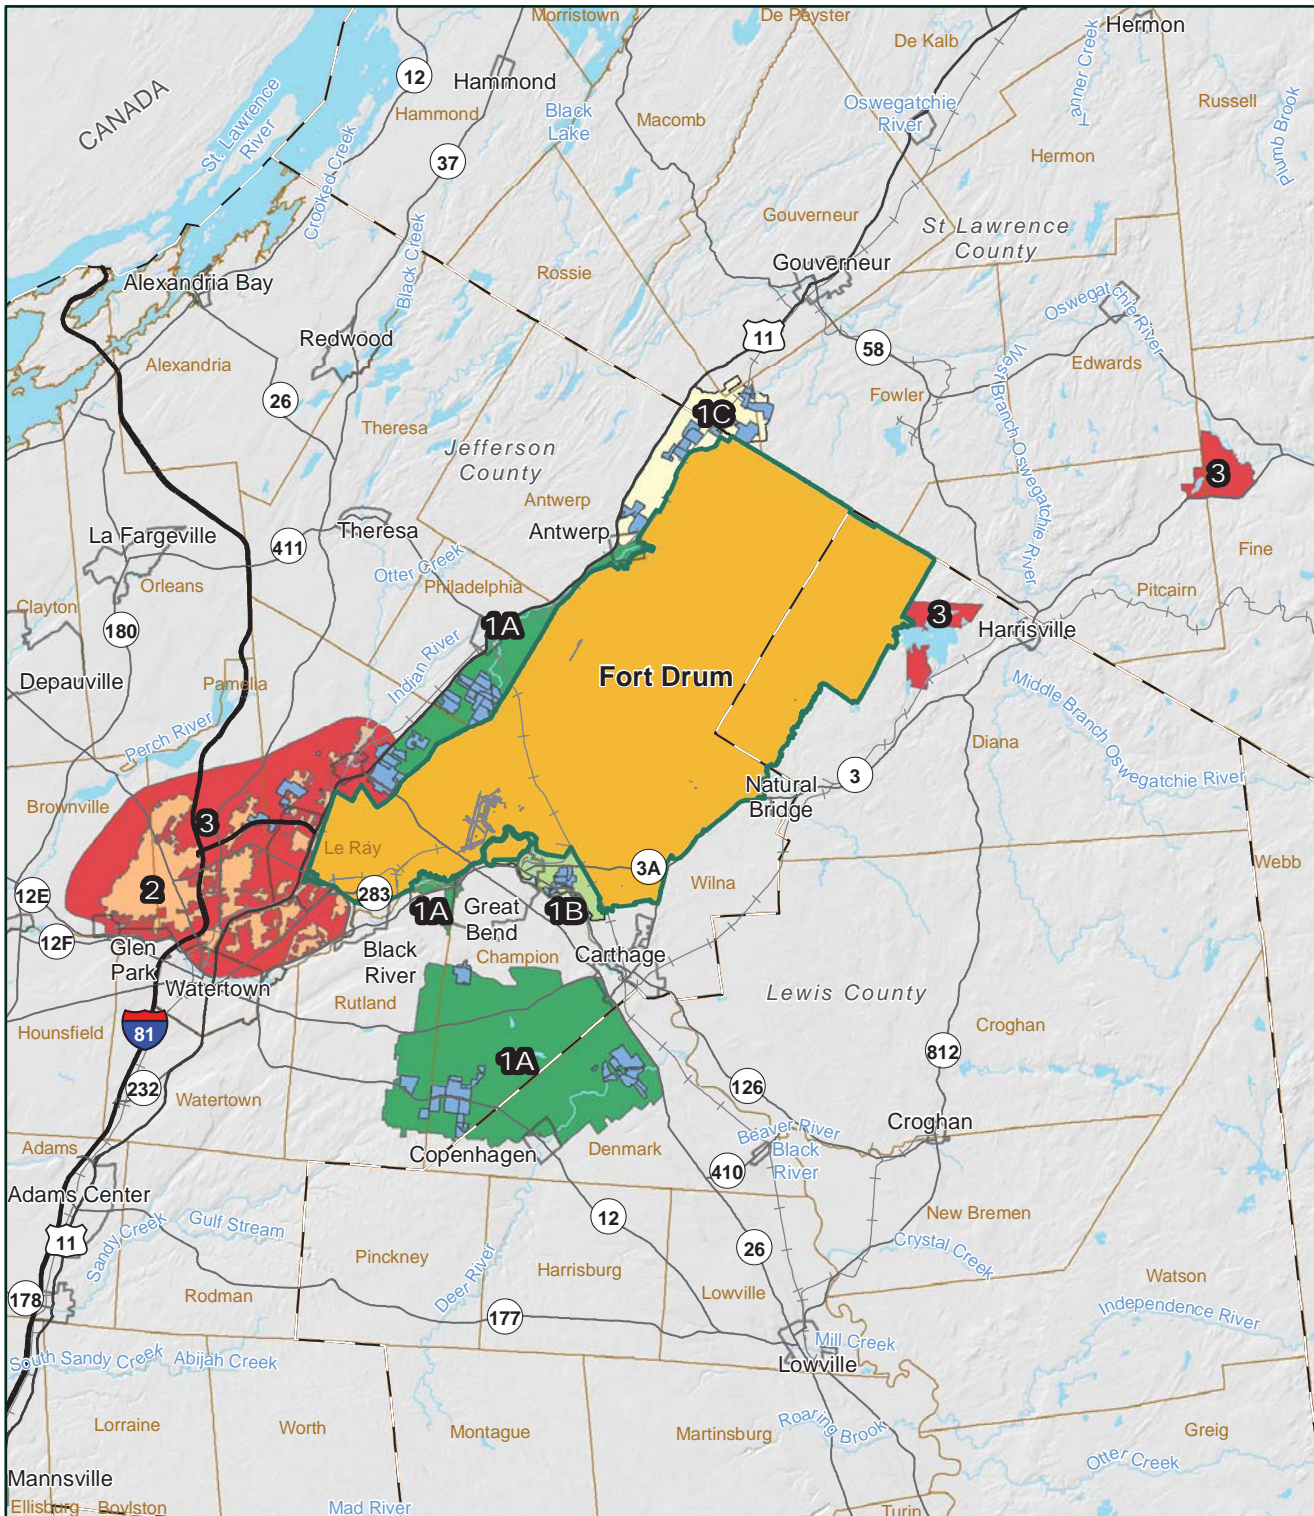 Morristown
De Peyster
Hermon
De Kalb
12
Hammond
CANADA
St. Lawrence
River
Hammond
Black
Lake
Macomb
Oswegatchie
River
Tanner Creek
Russell
Plumb Brook
Crooked Creek
37
Hermon
Gouverneur
St Lawrence
County
Black Creek
Rossie
Gouverneur
Alexandria Bay
Oswegatchie River
Redwood
11
58
Alexandria
Edwards
West Branch Oswegatchie River
26
Fowler
1C
Theresa
Jefferson
County
3
Antwerp
La Fargeville
Theresa
Antwerp
411
Fine
Otter Creek
Orleans
Philadelphia
Pitcairn
Clayton
180
1A
3
Harrisville
Indian River
Fort Drum
Depauville
Pamelia
Middle Branch Oswegatchie River
Perch River
Diana
Natural
Bridge
3
Brownville
3
Le Ray
3A
Webb
2
12E
283
1A
Great
Bend
1B
Wilna
12F
Glen
Park
Black
River
Champion
Carthage
Watertown
Rutland
Lewis County
Hounsfield
81
Croghan
1A
812
232
Watertown
126
Croghan
Adams
Copenhagen
Denmark
Beaver River
Black
River
410
Adams Center
Gulf Stream
12
New Bremen
11
Sandy Creek
Pinckney
Deer River
Harrisburg
26
Crystal Creek
Watson
178
Rodman
Lowville
Independence River
177
Mill Creek
South Sandy Creek
Abijah Creek
Lowville
Lorraine
Worth
Montague
Martinsburg
Roaring Brook
Greig
Otter Creek
Mannsville
Ellisburg
Boylston
Mad River
Turin